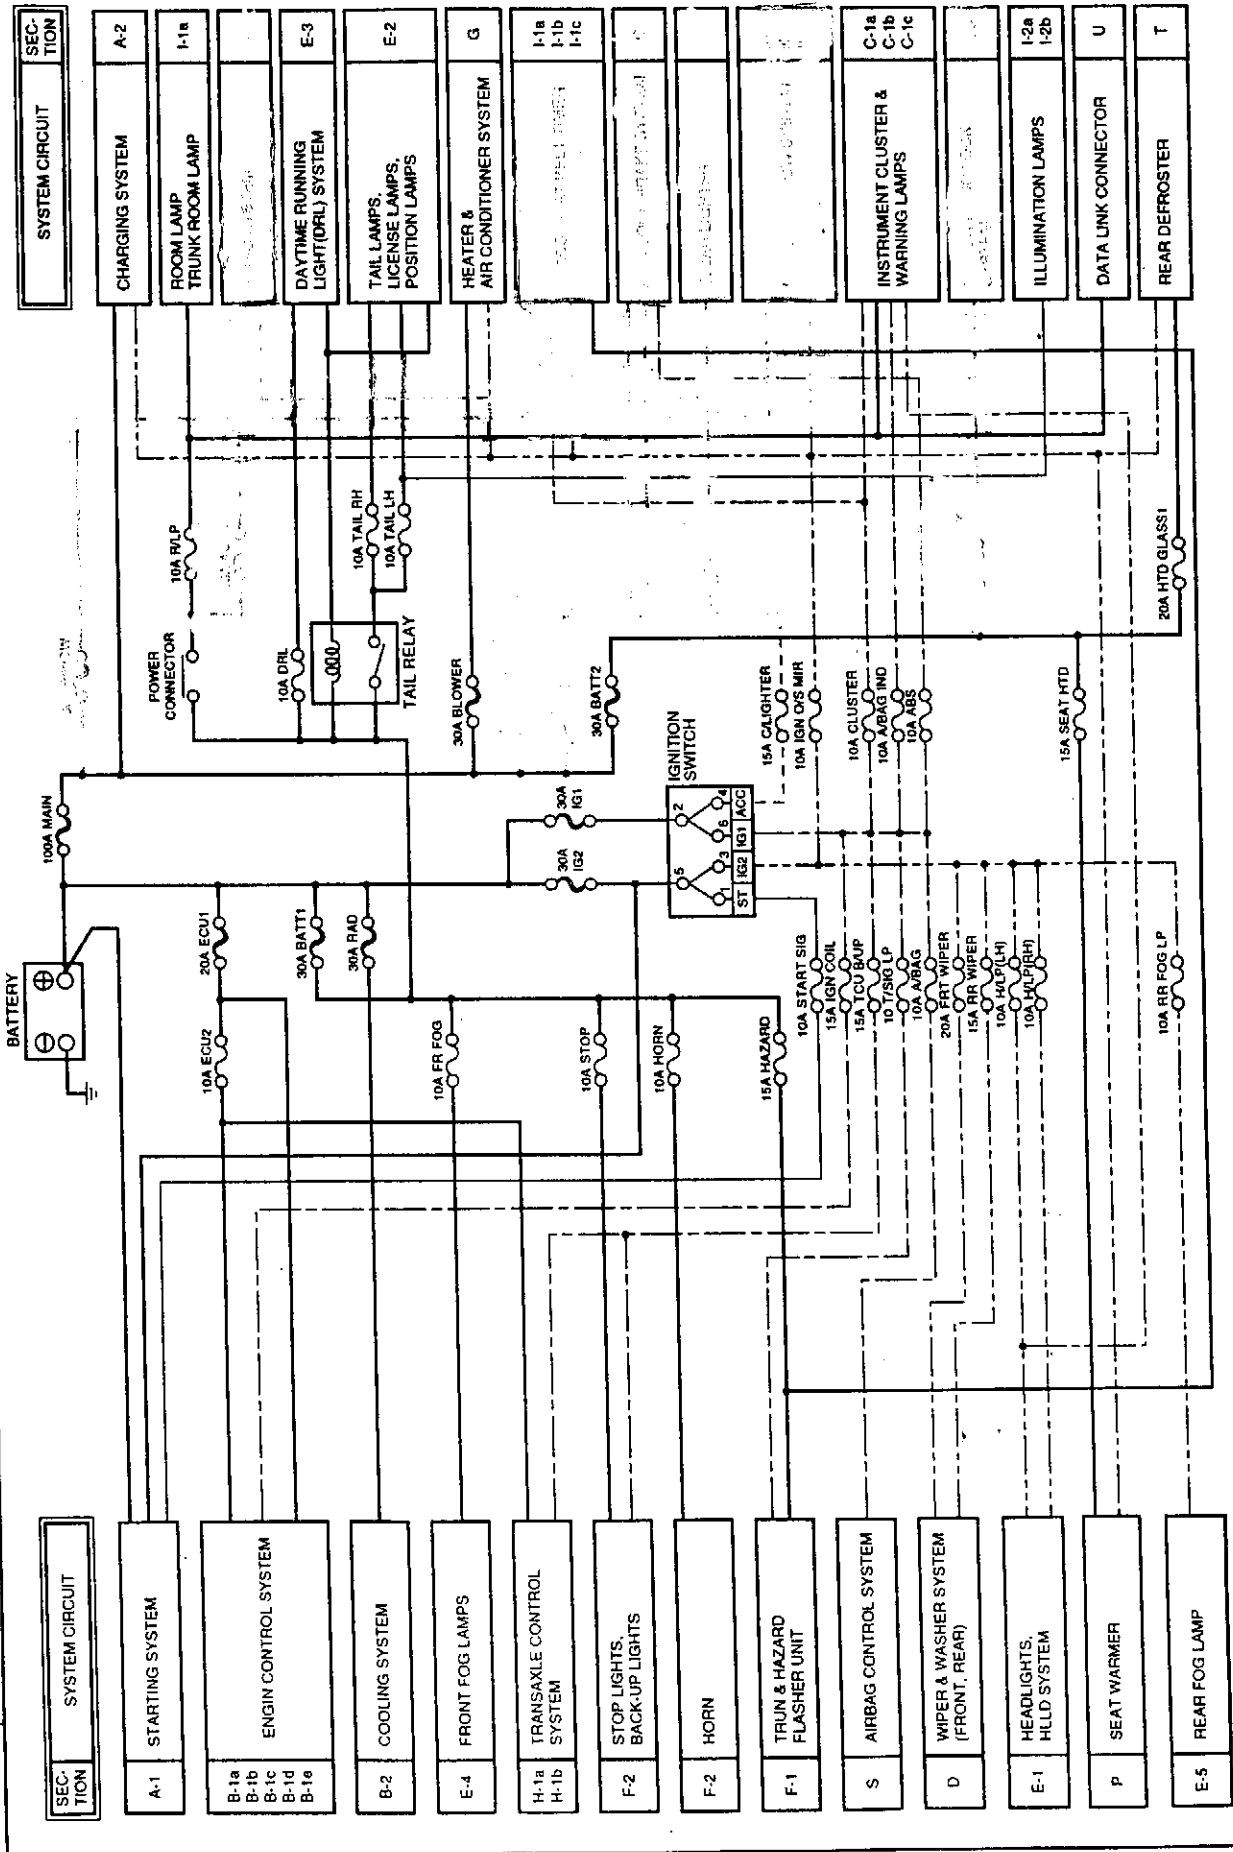 SEC-
TION
SYSTEM CIRCUIT
A-1
STARTING SYSTEM
B-1a
B-1b
B-1c
B-1d
B-1e
ENGIN CONTROL SYSTEM
B-2
COOLING SYSTEM
E-4
FRONT FOG LAMPS
H-1a
H-1b
TRANSAXLE CONTROL
SYSTEM
F-2
STOP LIGHTS,
BACK-UP LIGHTS
F-2
HORN
F-1
TRUN & HAZARD
FLASHER UNIT
S
AIRBAG CONTROL SYSTEM
D
WIPER & WASHER SYSTEM
(FRONT, REAR)
E-1
HEADLIGHTS,
HLLD SYSTEM
P
SEAT WARMER
E-5
REAR FOG LAMP
BATTERY
100A MAIN
20A ECU1
10A ECU2
30A BATT1
30A RAD
10A FR FOG
10A STOP
10A HORN
15A HAZARD
30A
IG1
30A
IG2
IGNITION
SWITCH
2
4
6
5
3
1
ACC
IG1
IG2
ST
10A START SIG
15A IGN COIL
15A TCU B/UP
10 T/SIG LP
10A A/BAG
20A FRT WIPER
15A RR WIPER
10A H/LP(LH)
10A H/LP(RH)
10A RR FOG LP
POWER
CONNECTOR
10A R/LP
10A DRL
TAIL RELAY
10A TAIL RH
10A TAIL LH
30A BLOWER
30A BATT2
15A C/LIGHTER
10A IGN O/S MIR
10A CLUSTER
10A A/BAG IND
10A ABS
15A SEAT HTD
20A HTD GLASS1
SYSTEM CIRCUIT
SEC-
TION
CHARGING SYSTEM
A-2
ROOM LAMP
TRUNK ROOM LAMP
I-1a
DAYTIME RUNNING
LIGHT(DRL) SYSTEM
E-3
TAIL LAMPS,
LICENSE LAMPS,
POSITION LAMPS
E-2
HEATER &
AIR CONDITIONER SYSTEM
G
I-1a
I-1b
I-1c
INSTRUMENT CLUSTER &
WARNING LAMPS
C-1a
C-1b
C-1c
ILLUMINATION LAMPS
I-2a
I-2b
DATA LINK CONNECTOR
U
REAR DEFROSTER
T